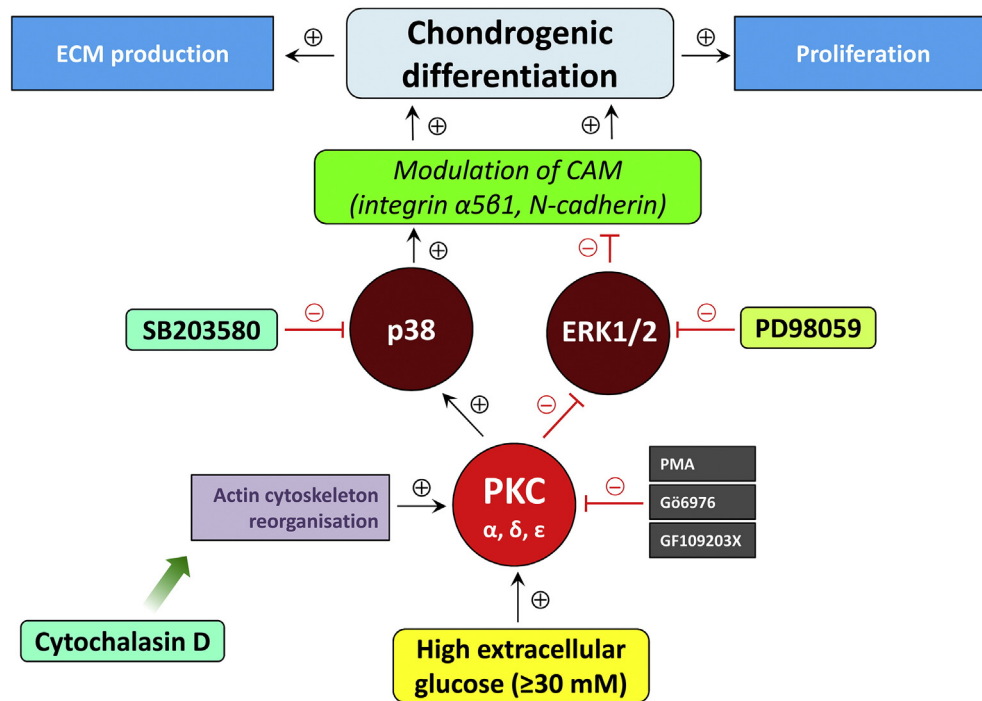 ECM production
⊕
Chondrogenic
differentiation
⊕
Proliferation
⊕
⊕
Modulation of CAM
(integrin α5β1, N-cadherin)
⊕
⊖
SB203580
⊖
p38
ERK1/2
⊖
PD98059
⊕
⊖
Actin cytoskeleton
reorganisation
⊕
PKC
α, δ, ε
⊖
PMA
Gö6976
GF109203X
⊕
Cytochalasin D
High extracellular
glucose (≥30 mM)